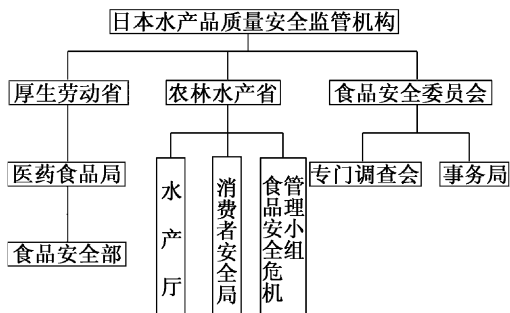 日本水产品质量安全监管机构
厚生劳动省
农林水产省
食品安全委员会
医药食品局
水产厅
消费者安全局
食品安全危机
管理小组
专门调查会
事务局
食品安全部